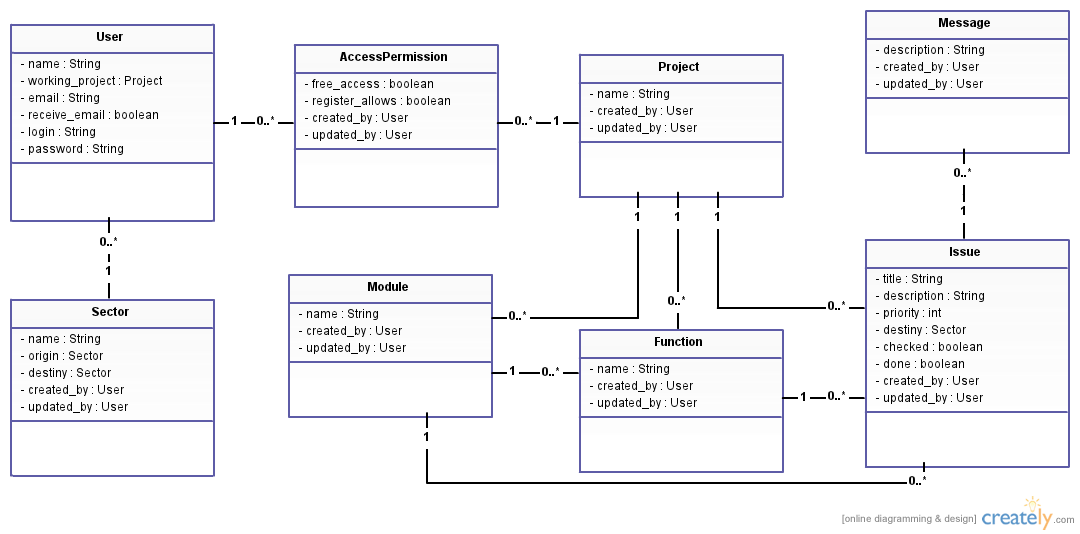 User
- name : String
- working_project : Project
- email : String
- receive_email : boolean
- login : String
- password : String
1
0..*
AccessPermission
- free_access : boolean
- register_allows : boolean
- created_by : User
- updated_by : User
0..*
1
Project
- name : String
- created_by : User
- updated_by : User
Message
- description : String
- created_by : User
- updated_by : User
0..*
1
0..*
1
1
1
1
Sector
- name : String
- origin : Sector
- destiny : Sector
- created_by : User
- updated_by : User
Module
- name : String
- created_by : User
- updated_by : User
0..*
0..*
0..*
1
0..*
Function
- name : String
- created_by : User
- updated_by : User
1
0..*
Issue
- title : String
- description : String
- priority : int
- destiny : Sector
- checked : boolean
- done : boolean
- created_by : User
- updated_by : User
1
0..*
[online diagramming & design] creately.com